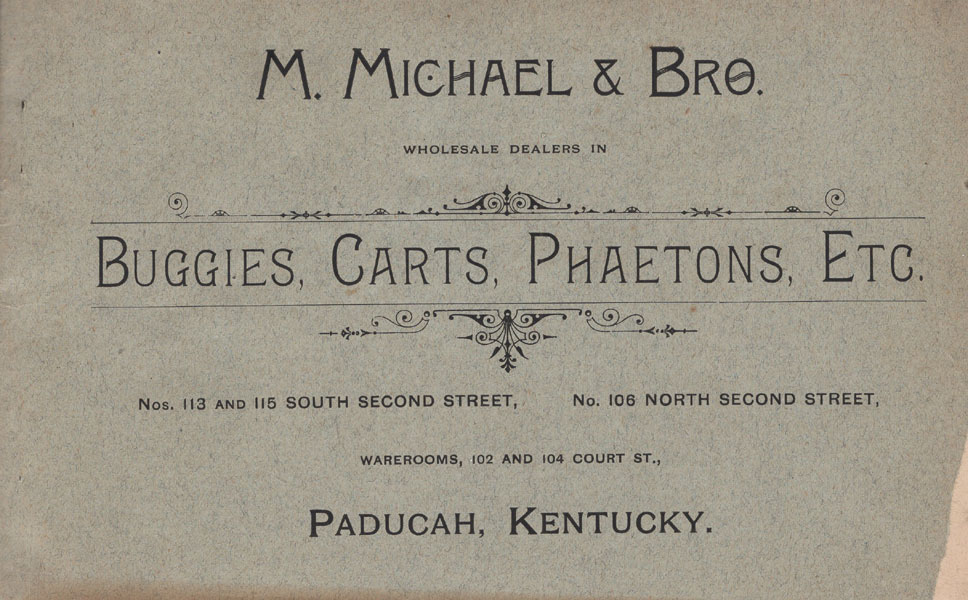 M. MICHAEL & BRO.
WHOLESALE DEALERS IN
BUGGIES, CARTS, PHAETONS, ETC.
Nos. 113 AND 115 SOUTH SECOND STREET, No. 106 NORTH SECOND STREET,
WAREROOMS, 102 AND 104 COURT ST.,
PADUCAH, KENTUCKY.